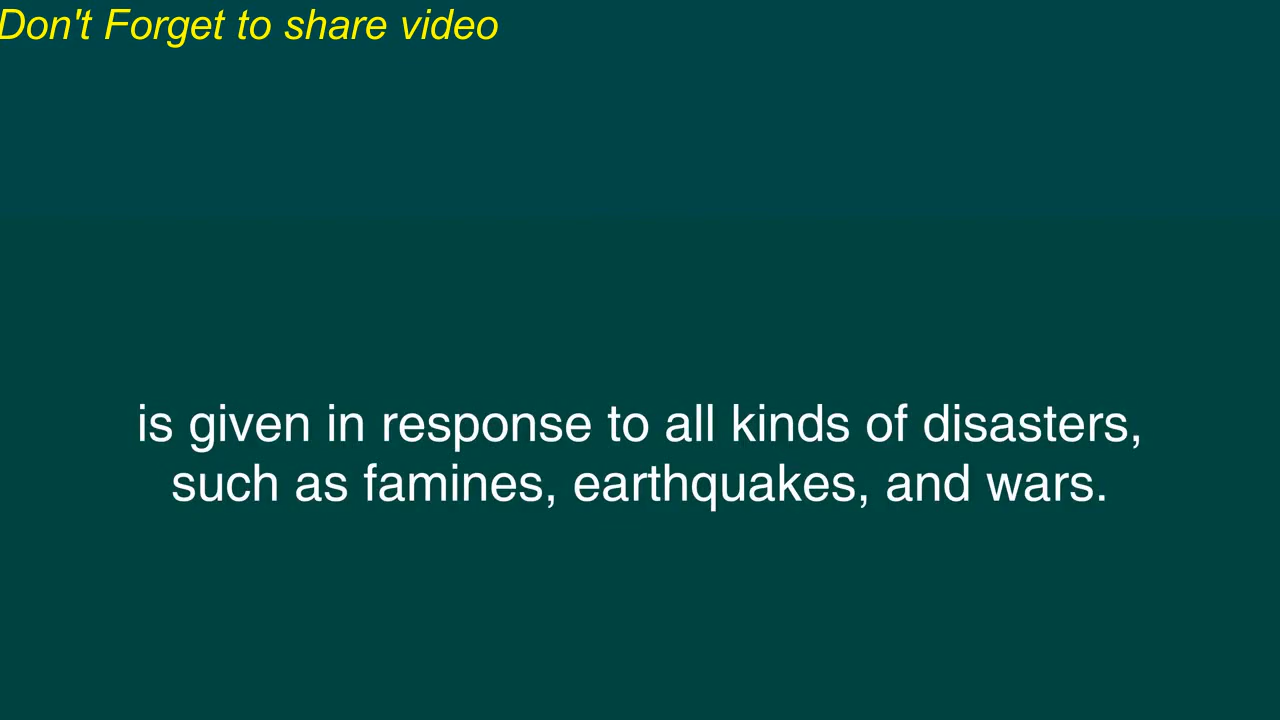 Don't Forget to share video
is given in response to all kinds of disasters,
such as famines, earthquakes, and wars.